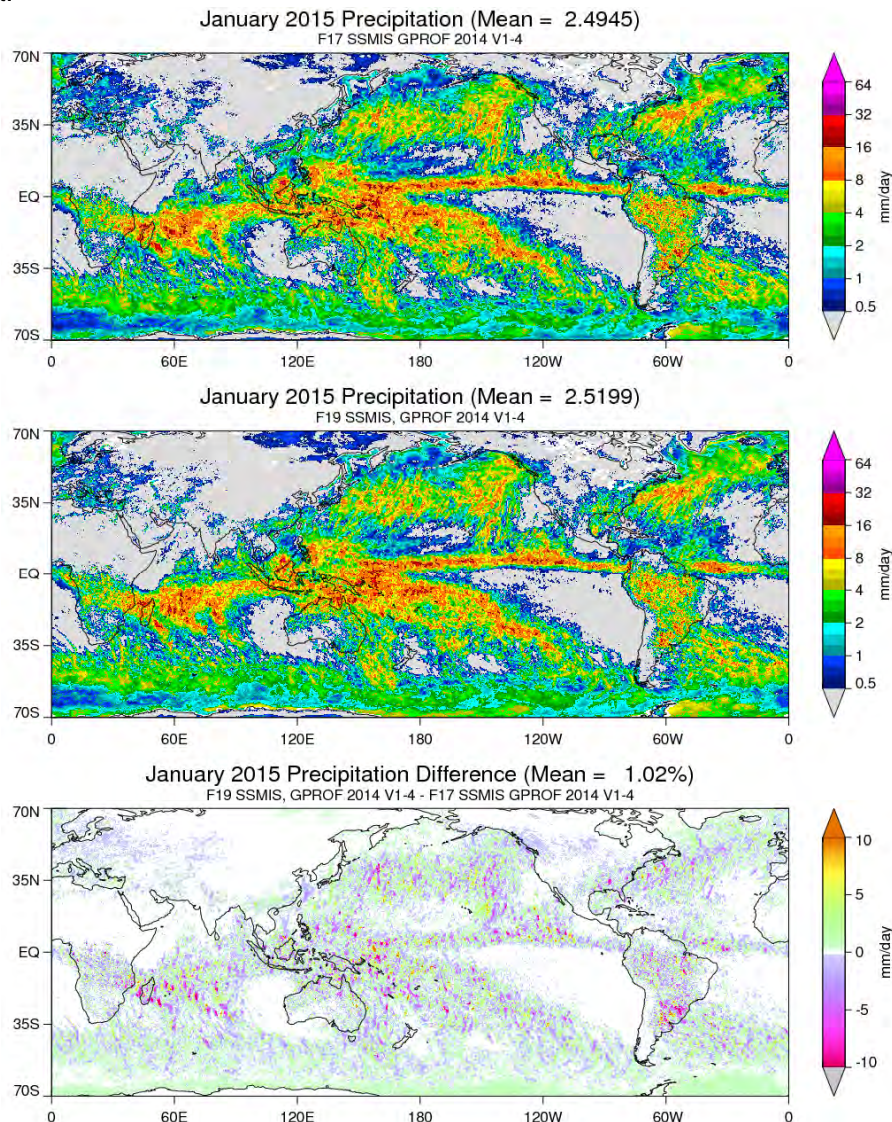 January 2015 Precipitation (Mean = 2.4945)
F17 SSMIS GPROF 2014 V1-4
70N
35N
EQ
35S
70S
0 60E 120E 180 120W 60W 0
64
32
16
8
4
2
1
0.5
mm/day
January 2015 Precipitation (Mean = 2.5199)
F19 SSMIS, GPROF 2014 V1-4
70N
35N
EQ
35S
70S
0 60E 120E 180 120W 60W 0
64
32
16
8
4
2
1
0.5
mm/day
January 2015 Precipitation Difference (Mean = 1.02%)
F19 SSMIS, GPROF 2014 V1-4 - F17 SSMIS GPROF 2014 V1-4
70N
35N
EQ
35S
70S
0 60E 120E 180 120W 60W 0
10
5
0
-5
-10
mm/day